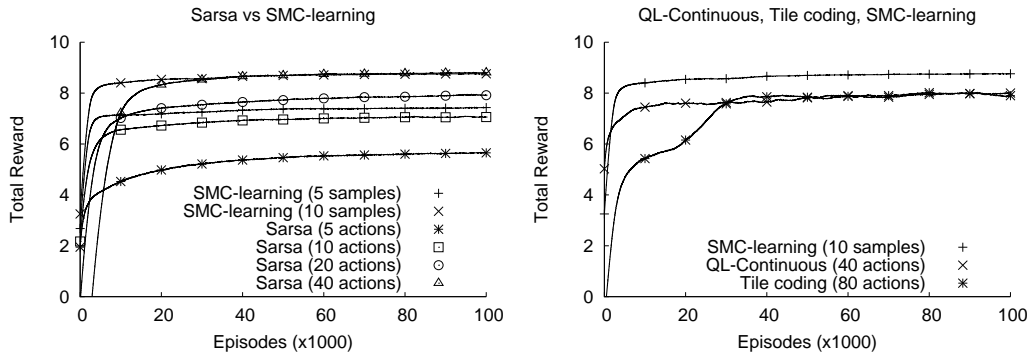 Sarsa vs SMC-learning
Total Reward
10
8
6
4
2
0
SMC-learning (5 samples)
SMC-learning (10 samples)
Sarsa (5 actions)
Sarsa (10 actions)
Sarsa (20 actions)
Sarsa (40 actions)
0 20 40 60 80 100
Episodes (x1000)
QL-Continuous, Tile coding, SMC-learning
Total Reward
10
8
6
4
2
0
SMC-learning (10 samples)
QL-Continuous (40 actions)
Tile coding (80 actions)
0 20 40 60 80 100
Episodes (x1000)